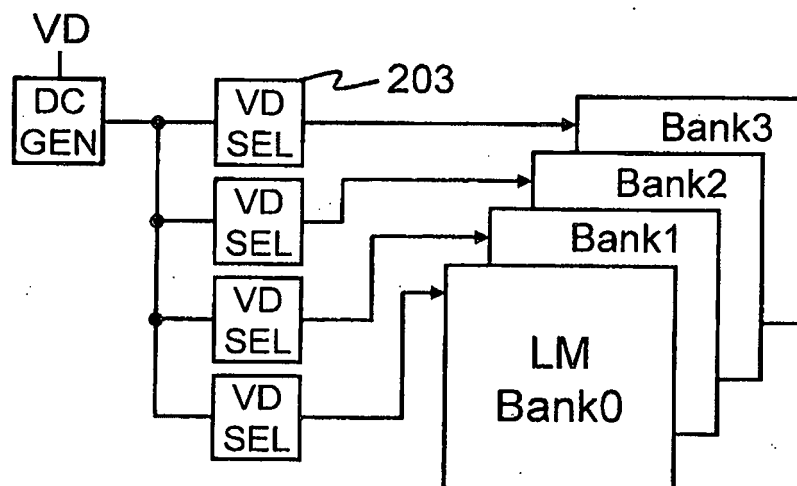 VD
DC
GEN
VD
SEL
203
VD
SEL
VD
SEL
VD
SEL
Bank3
Bank2
Bank1
LM
Bank0